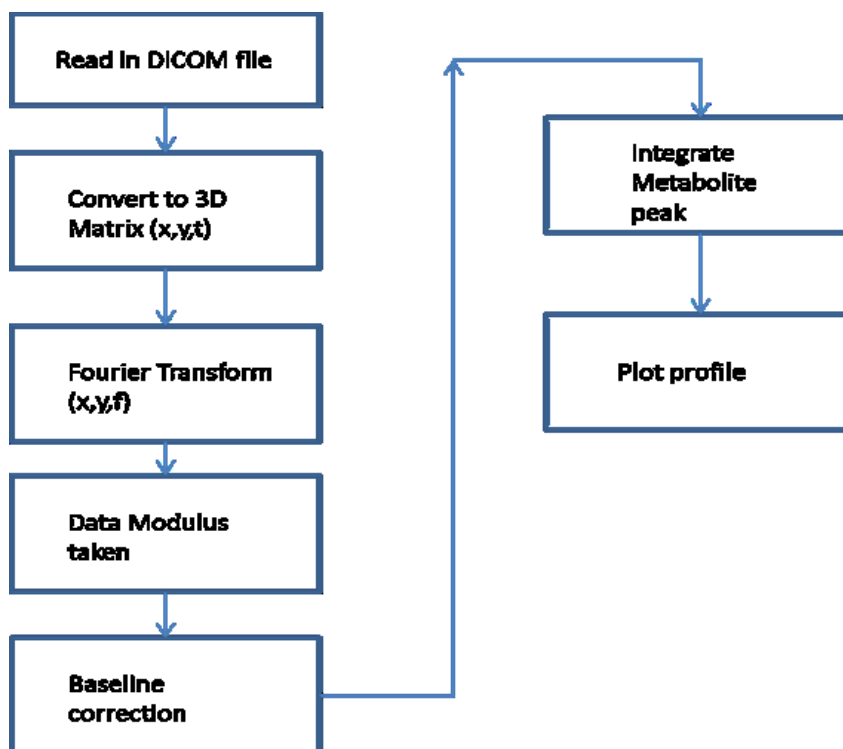 Read in DICOM file
Convert to 3D
Matrix (x,y,t)
Fourier Transform
(x,y,f)
Data Modulus
taken
Baseline
correction
Integrate
Metabolite
peak
Plot profile